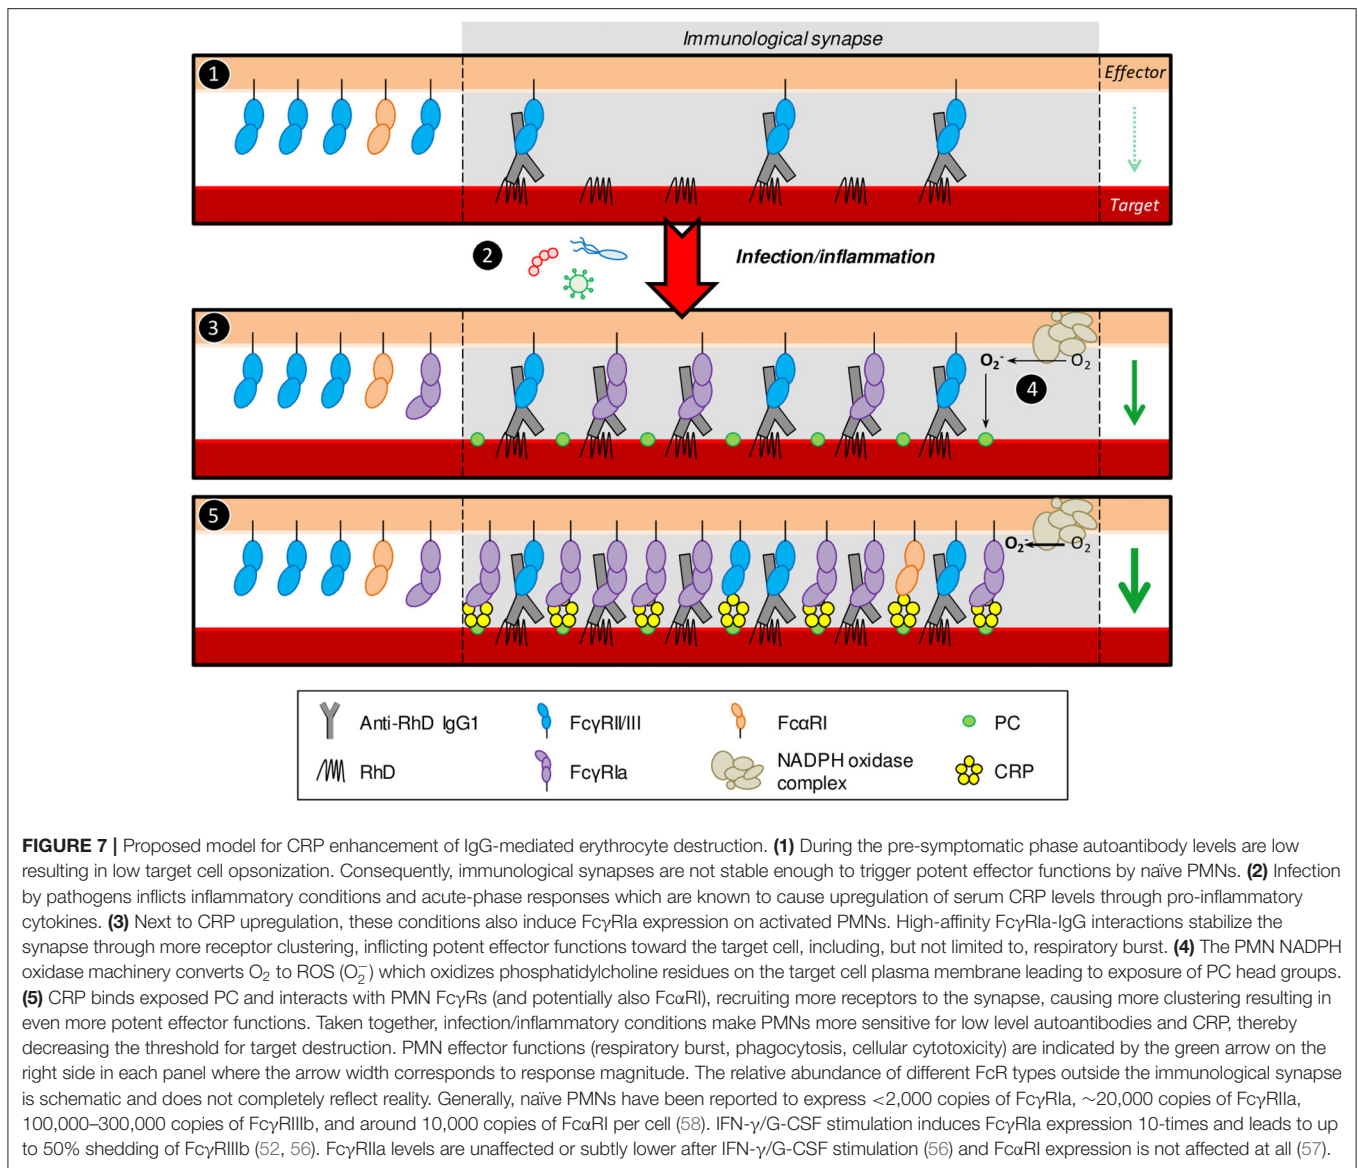 Immunological synapse
1
Effector
Target
2
Infection/inflammation
3
O₂⁻
O₂
4
5
O₂⁻
O₂
Anti-RhD IgG1
FcγRII/III
FcαRI
PC
RhD
FcγRIa
NADPH oxidase
complex
CRP
FIGURE 7 | Proposed model for CRP enhancement of IgG-mediated erythrocyte destruction. (1) During the pre-symptomatic phase autoantibody levels are low
resulting in low target cell opsonization. Consequently, immunological synapses are not stable enough to trigger potent effector functions by naïve PMNs. (2) Infection
by pathogens inflicts inflammatory conditions and acute-phase responses which are known to cause upregulation of serum CRP levels through pro-inflammatory
cytokines. (3) Next to CRP upregulation, these conditions also induce FcγRIa expression on activated PMNs. High-affinity FcγRIa-IgG interactions stabilize the
synapse through more receptor clustering, inflicting potent effector functions toward the target cell, including, but not limited to, respiratory burst. (4) The PMN NADPH
oxidase machinery converts O₂ to ROS (O₂⁻) which oxidizes phosphatidylcholine residues on the target cell plasma membrane leading to exposure of PC head groups.
(5) CRP binds exposed PC and interacts with PMN FcγRs (and potentially also FcαRI), recruiting more receptors to the synapse, causing more clustering resulting in
even more potent effector functions. Taken together, infection/inflammatory conditions make PMNs more sensitive for low level autoantibodies and CRP, thereby
decreasing the threshold for target destruction. PMN effector functions (respiratory burst, phagocytosis, cellular cytotoxicity) are indicated by the green arrow on the
right side in each panel where the arrow width corresponds to response magnitude. The relative abundance of different FcR types outside the immunological synapse
is schematic and does not completely reflect reality. Generally, naïve PMNs have been reported to express <2,000 copies of FcγRIa, ∼20,000 copies of FcγRIIa,
100,000–300,000 copies of FcγRIIIb, and around 10,000 copies of FcαRI per cell (58). IFN-γ/G-CSF stimulation induces FcγRIa expression 10-times and leads to up
to 50% shedding of FcγRIIIb (52, 56). FcγRIIa levels are unaffected or subtly lower after IFN-γ/G-CSF stimulation (56) and FcαRI expression is not affected at all (57).